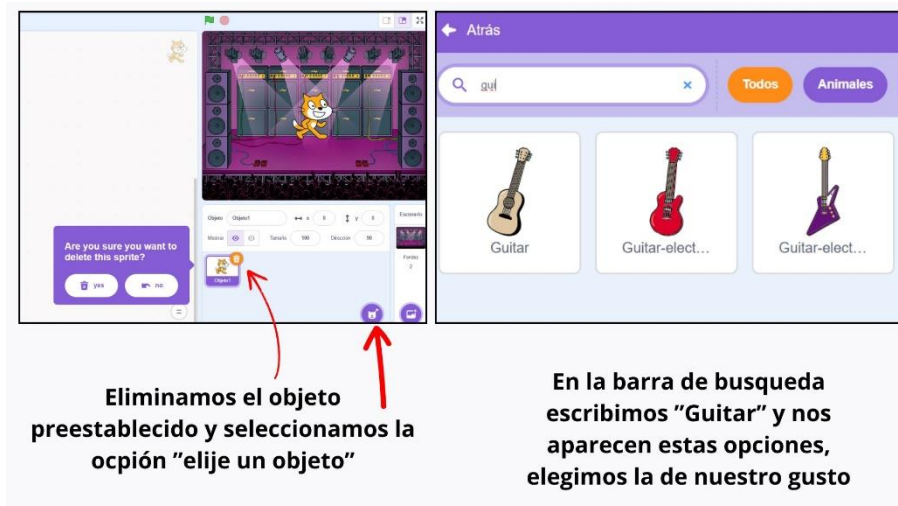 Objeto
Objeto1
x
0
y
0
Escenario
Mostrar
Tamaño
100
Dirección
90
Fondos
2
Are you sure you want to
delete this sprite?
yes
no
Objeto1
Atrás
gui
Todos
Animales
Guitar
Guitar-elect...
Guitar-elect...
Eliminamos el objeto
preestablecido y seleccionamos la
ocpión ”elije un objeto”
En la barra de busqueda
escribimos ”Guitar” y nos
aparecen estas opciones,
elegimos la de nuestro gusto